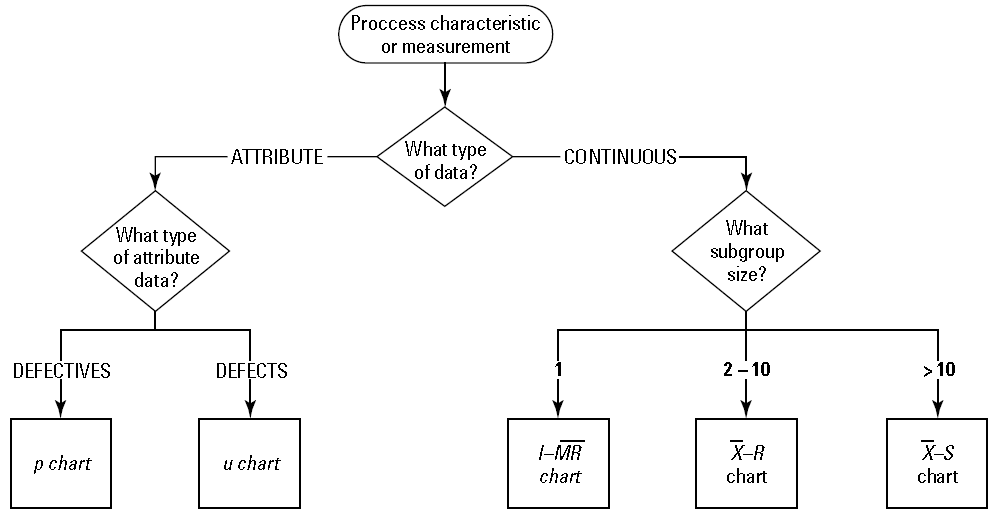 Proccess characteristic
or measurement
What type
of data?
ATTRIBUTE
CONTINUOUS
What type
of attribute
data?
What
subgroup
size?
DEFECTIVES
DEFECTS
1
2 – 10
> 10
p chart
u chart
I–M̅R̅
chart
X̅–R
chart
X̅–S
chart